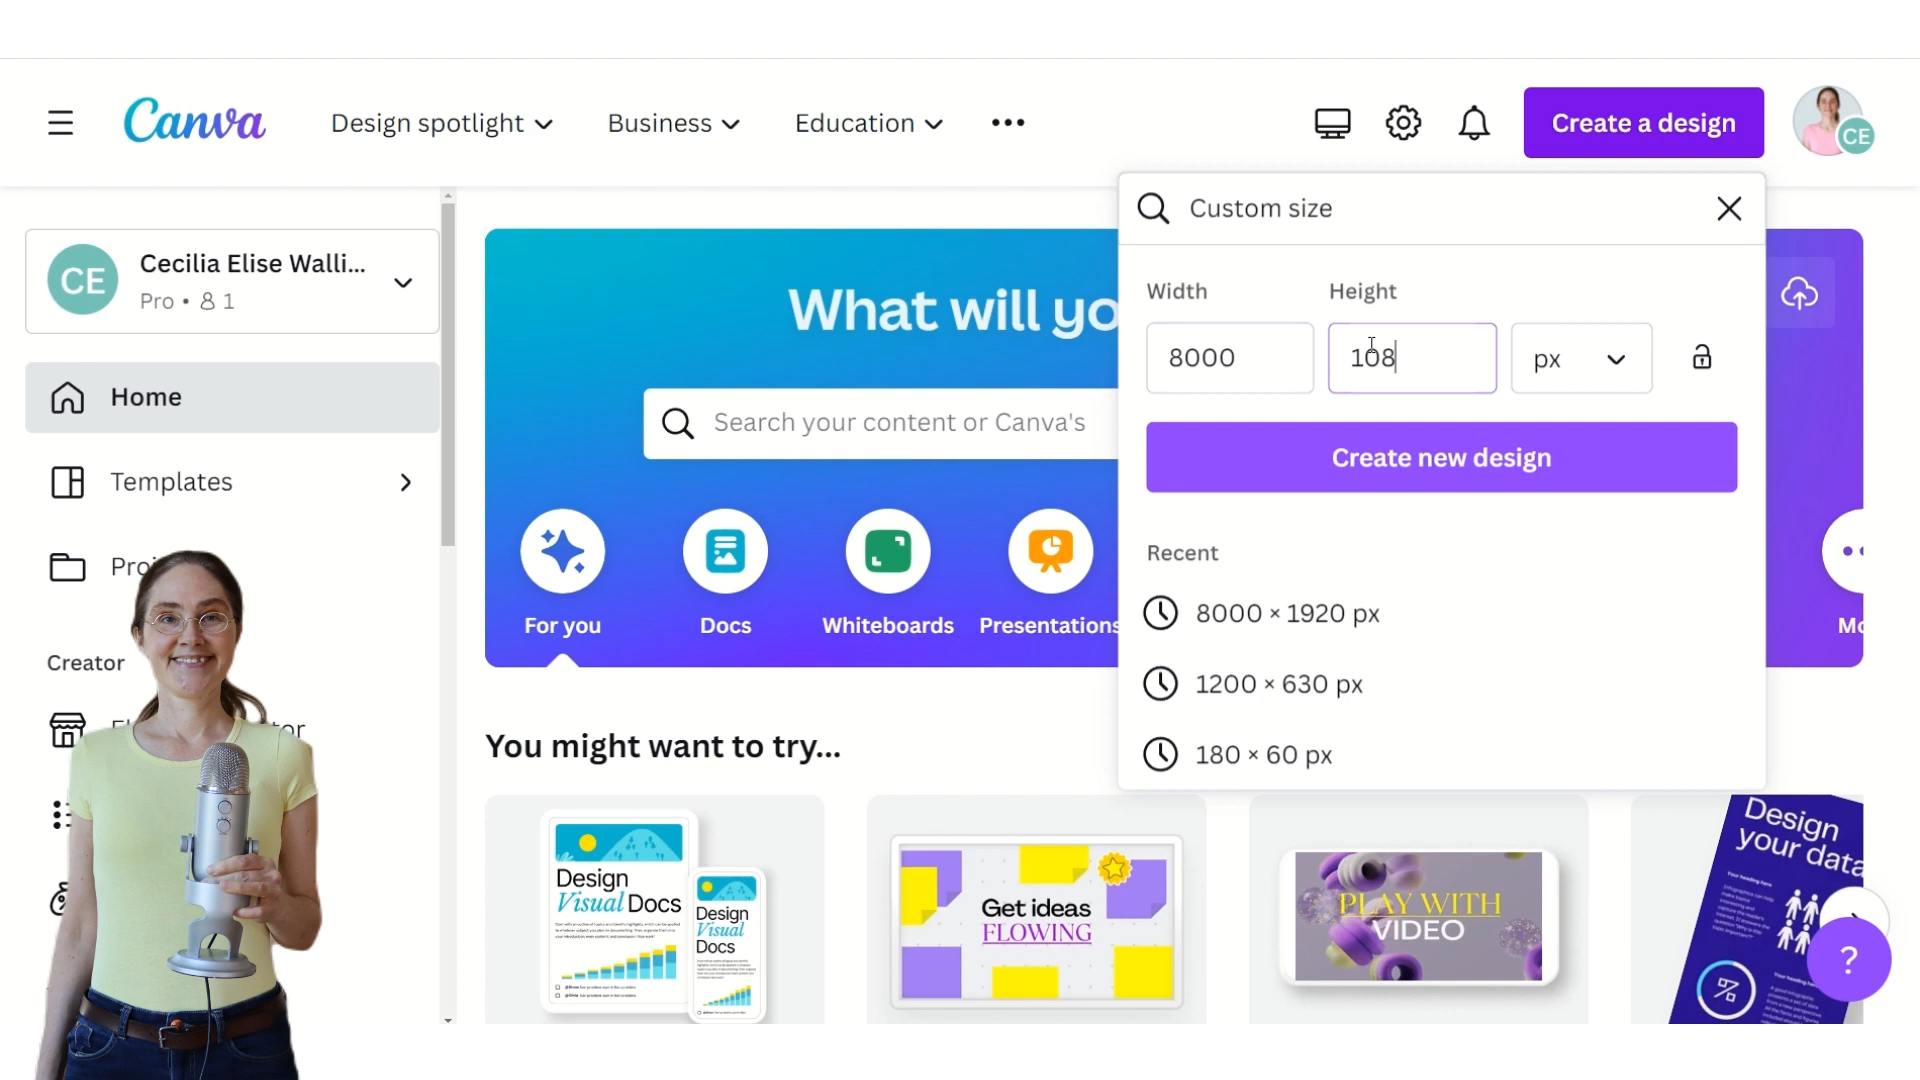 Canva
Design spotlight
Business
Education
Create a design
CE
Custom size
CE
Cecilia Elise Walli...
Pro • 1
Width
Height
8000
108
px
What will yo
Home
Search your content or Canva's
Create new design
Templates
Recent
8000 × 1920 px
For you
Docs
Whiteboards
Presentations
Creator
1200 × 630 px
180 × 60 px
You might want to try...
Design
Visual Docs
Design
Visual
Docs
Get ideas
FLOWING
PLAY WITH
VIDEO
Design
your data
%
?